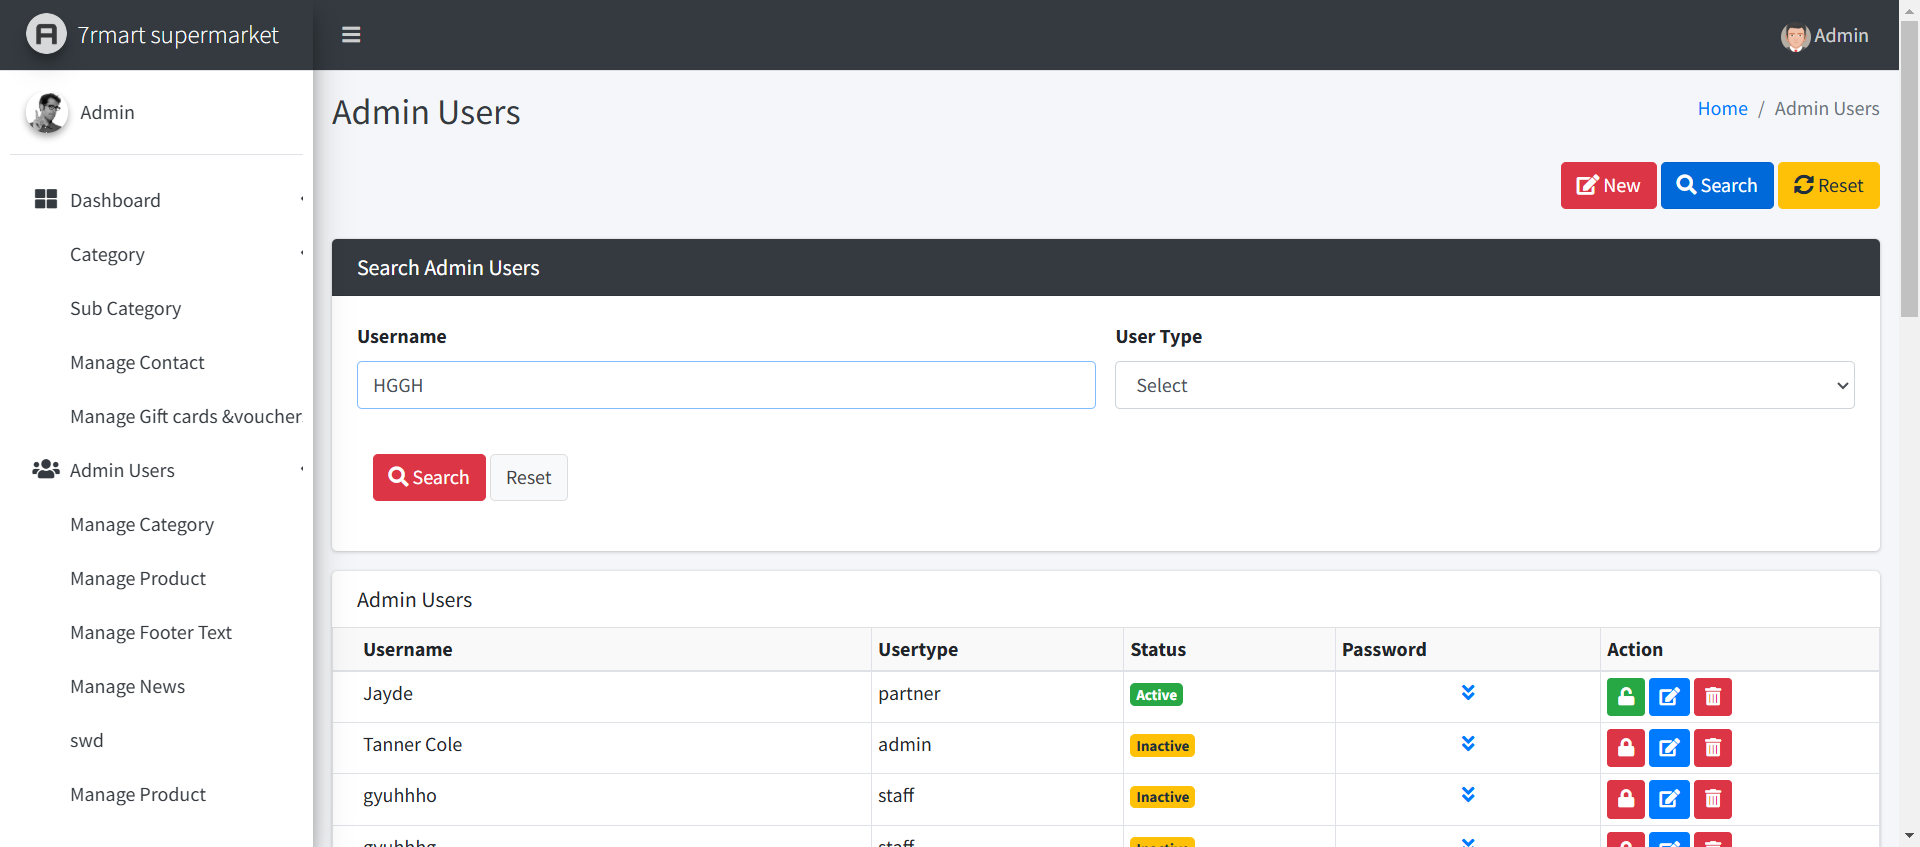 7rmart supermarket
Admin
Admin
Dashboard
Category
Sub Category
Manage Contact
Manage Gift cards &voucher
Admin Users
Manage Category
Manage Product
Manage Footer Text
Manage News
swd
Manage Product
Admin Users
Home / Admin Users
New Search Reset
Search Admin Users
Username User Type
HGGH Select
Search Reset
Admin Users
Username Usertype Status Password Action
Jayde partner Active
Tanner Cole admin Inactive
gyuhhho staff Inactive
gyuhhhg staff Inactive